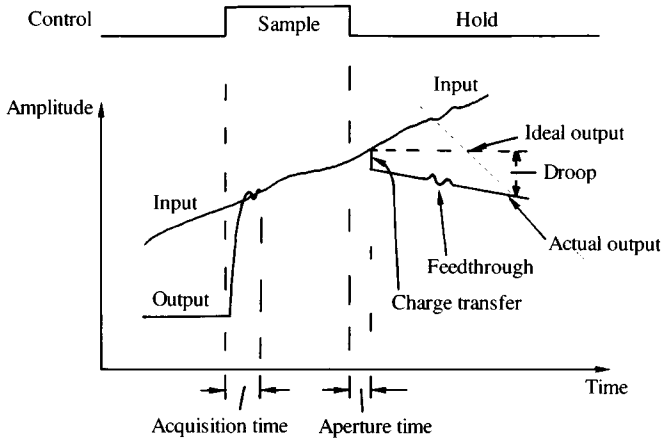 Control
Sample
Hold
Amplitude
Input
Ideal output
Droop
Input
Actual output
Feedthrough
Output
Charge transfer
Time
Acquisition time
Aperture time